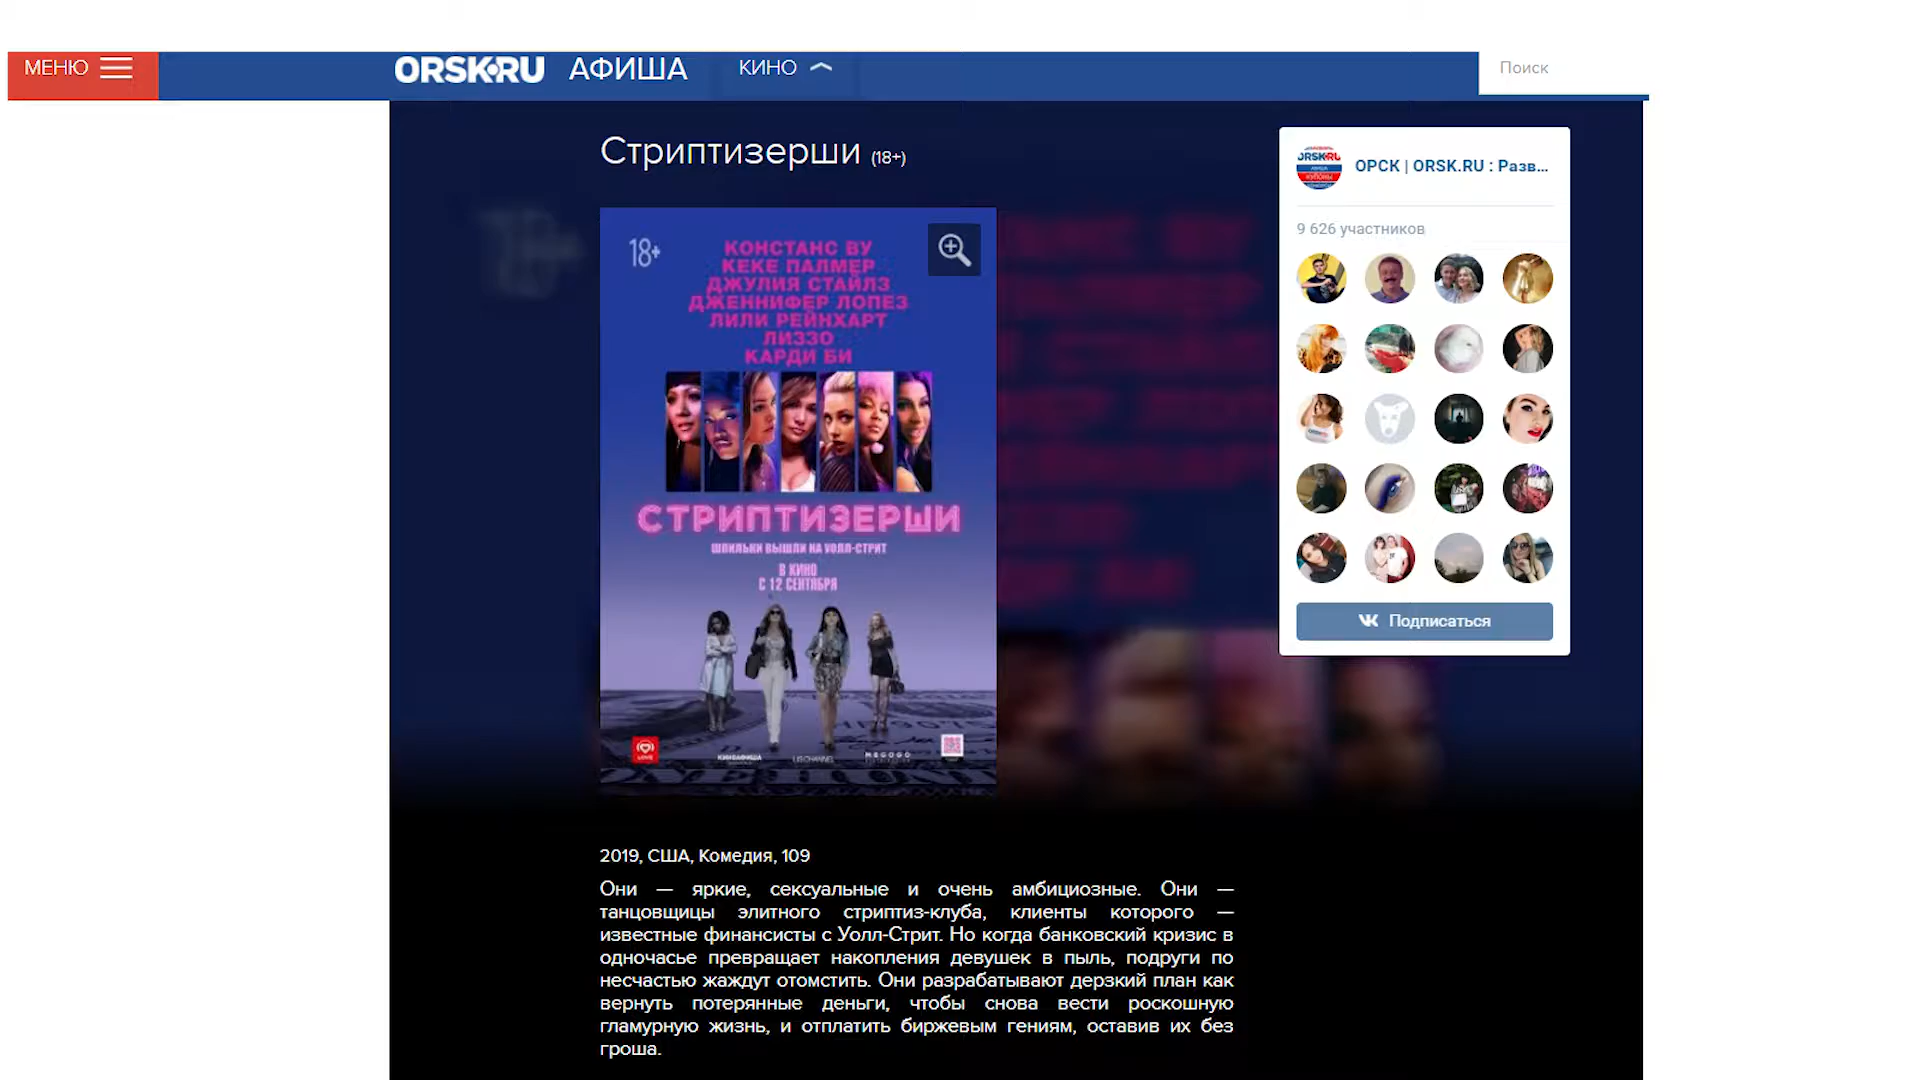 МЕНЮ
ORSK.RU АФИША КИНО
Поиск
Стриптизерши (18+)
18+
КОНСТАНС ВУ
КЕКЕ ПАЛМЕР
ДЖУЛИЯ СТАЙЛЗ
ДЖЕННИФЕР ЛОПЕЗ
ЛИЛИ РЕЙНХАРТ
ЛИЗЗО
КАРДИ БИ
СТРИПТИЗЕРШИ
ШПИЛЬКИ ВЫШЛИ НА УОЛЛ-СТРИТ
В КИНО
С 12 СЕНТЯБРЯ
LOVE
КИНОАФИША
MEGOGO
ОРСК | ORSK.RU : Разв...
9 626 участников
Подписаться
2019, США, Комедия, 109
Они — яркие, сексуальные и очень амбициозные. Они —
танцовщицы элитного стриптиз-клуба, клиенты которого —
известные финансисты с Уолл-Стрит. Но когда банковский кризис в
одночасье превращает накопления девушек в пыль, подруги по
несчастью жаждут отомстить. Они разрабатывают дерзкий план как
вернуть потерянные деньги, чтобы снова вести роскошную
гламурную жизнь, и отплатить биржевым гениям, оставив их без
гроша.